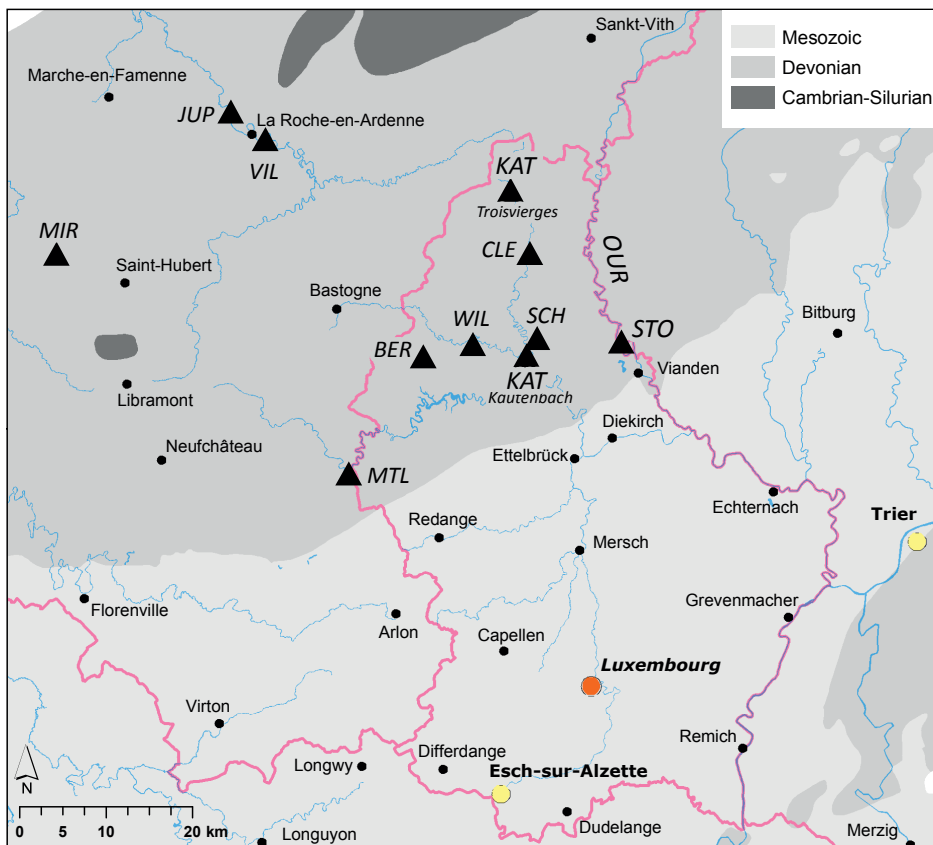 Sankt-Vith
Mesozoic
Devonian
Cambrian-Silurian
Marche-en-Famenne
JUP
La Roche-en-Ardenne
VIL
KAT
Troisvierges
MIR
CLE
OUR
Saint-Hubert
Bastogne
WIL
SCH
STO
Bitburg
BER
KAT
Kautenbach
Vianden
Libramont
Diekirch
Neufchâteau
Ettelbrück
MTL
Echternach
Redange
Trier
Mersch
Florenville
Grevenmacher
Arlon
Capellen
Luxembourg
Virton
Remich
Longwy
Differdange
Esch-sur-Alzette
N
0 5 10 20 km
Longuyon
Dudelange
Merzig